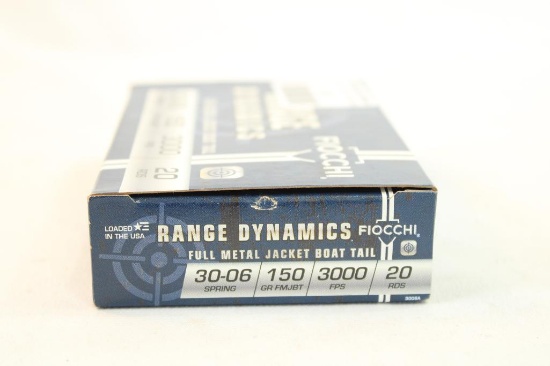 FIOCCHI
3000
20
LOADED
IN THE USA
RANGE DYNAMICS
FIOCCHI
FULL METAL JACKET BOAT TAIL
30-06 150 3000 20
SPRING GR FMJBT FPS RDS